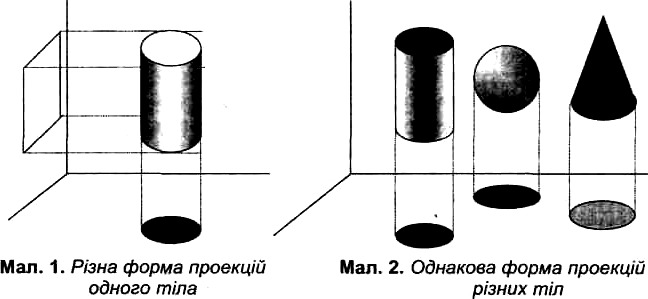 Мал. 1. Різна форма проекцій
одного тіла
Мал. 2. Однакова форма проекцій
різних тіл